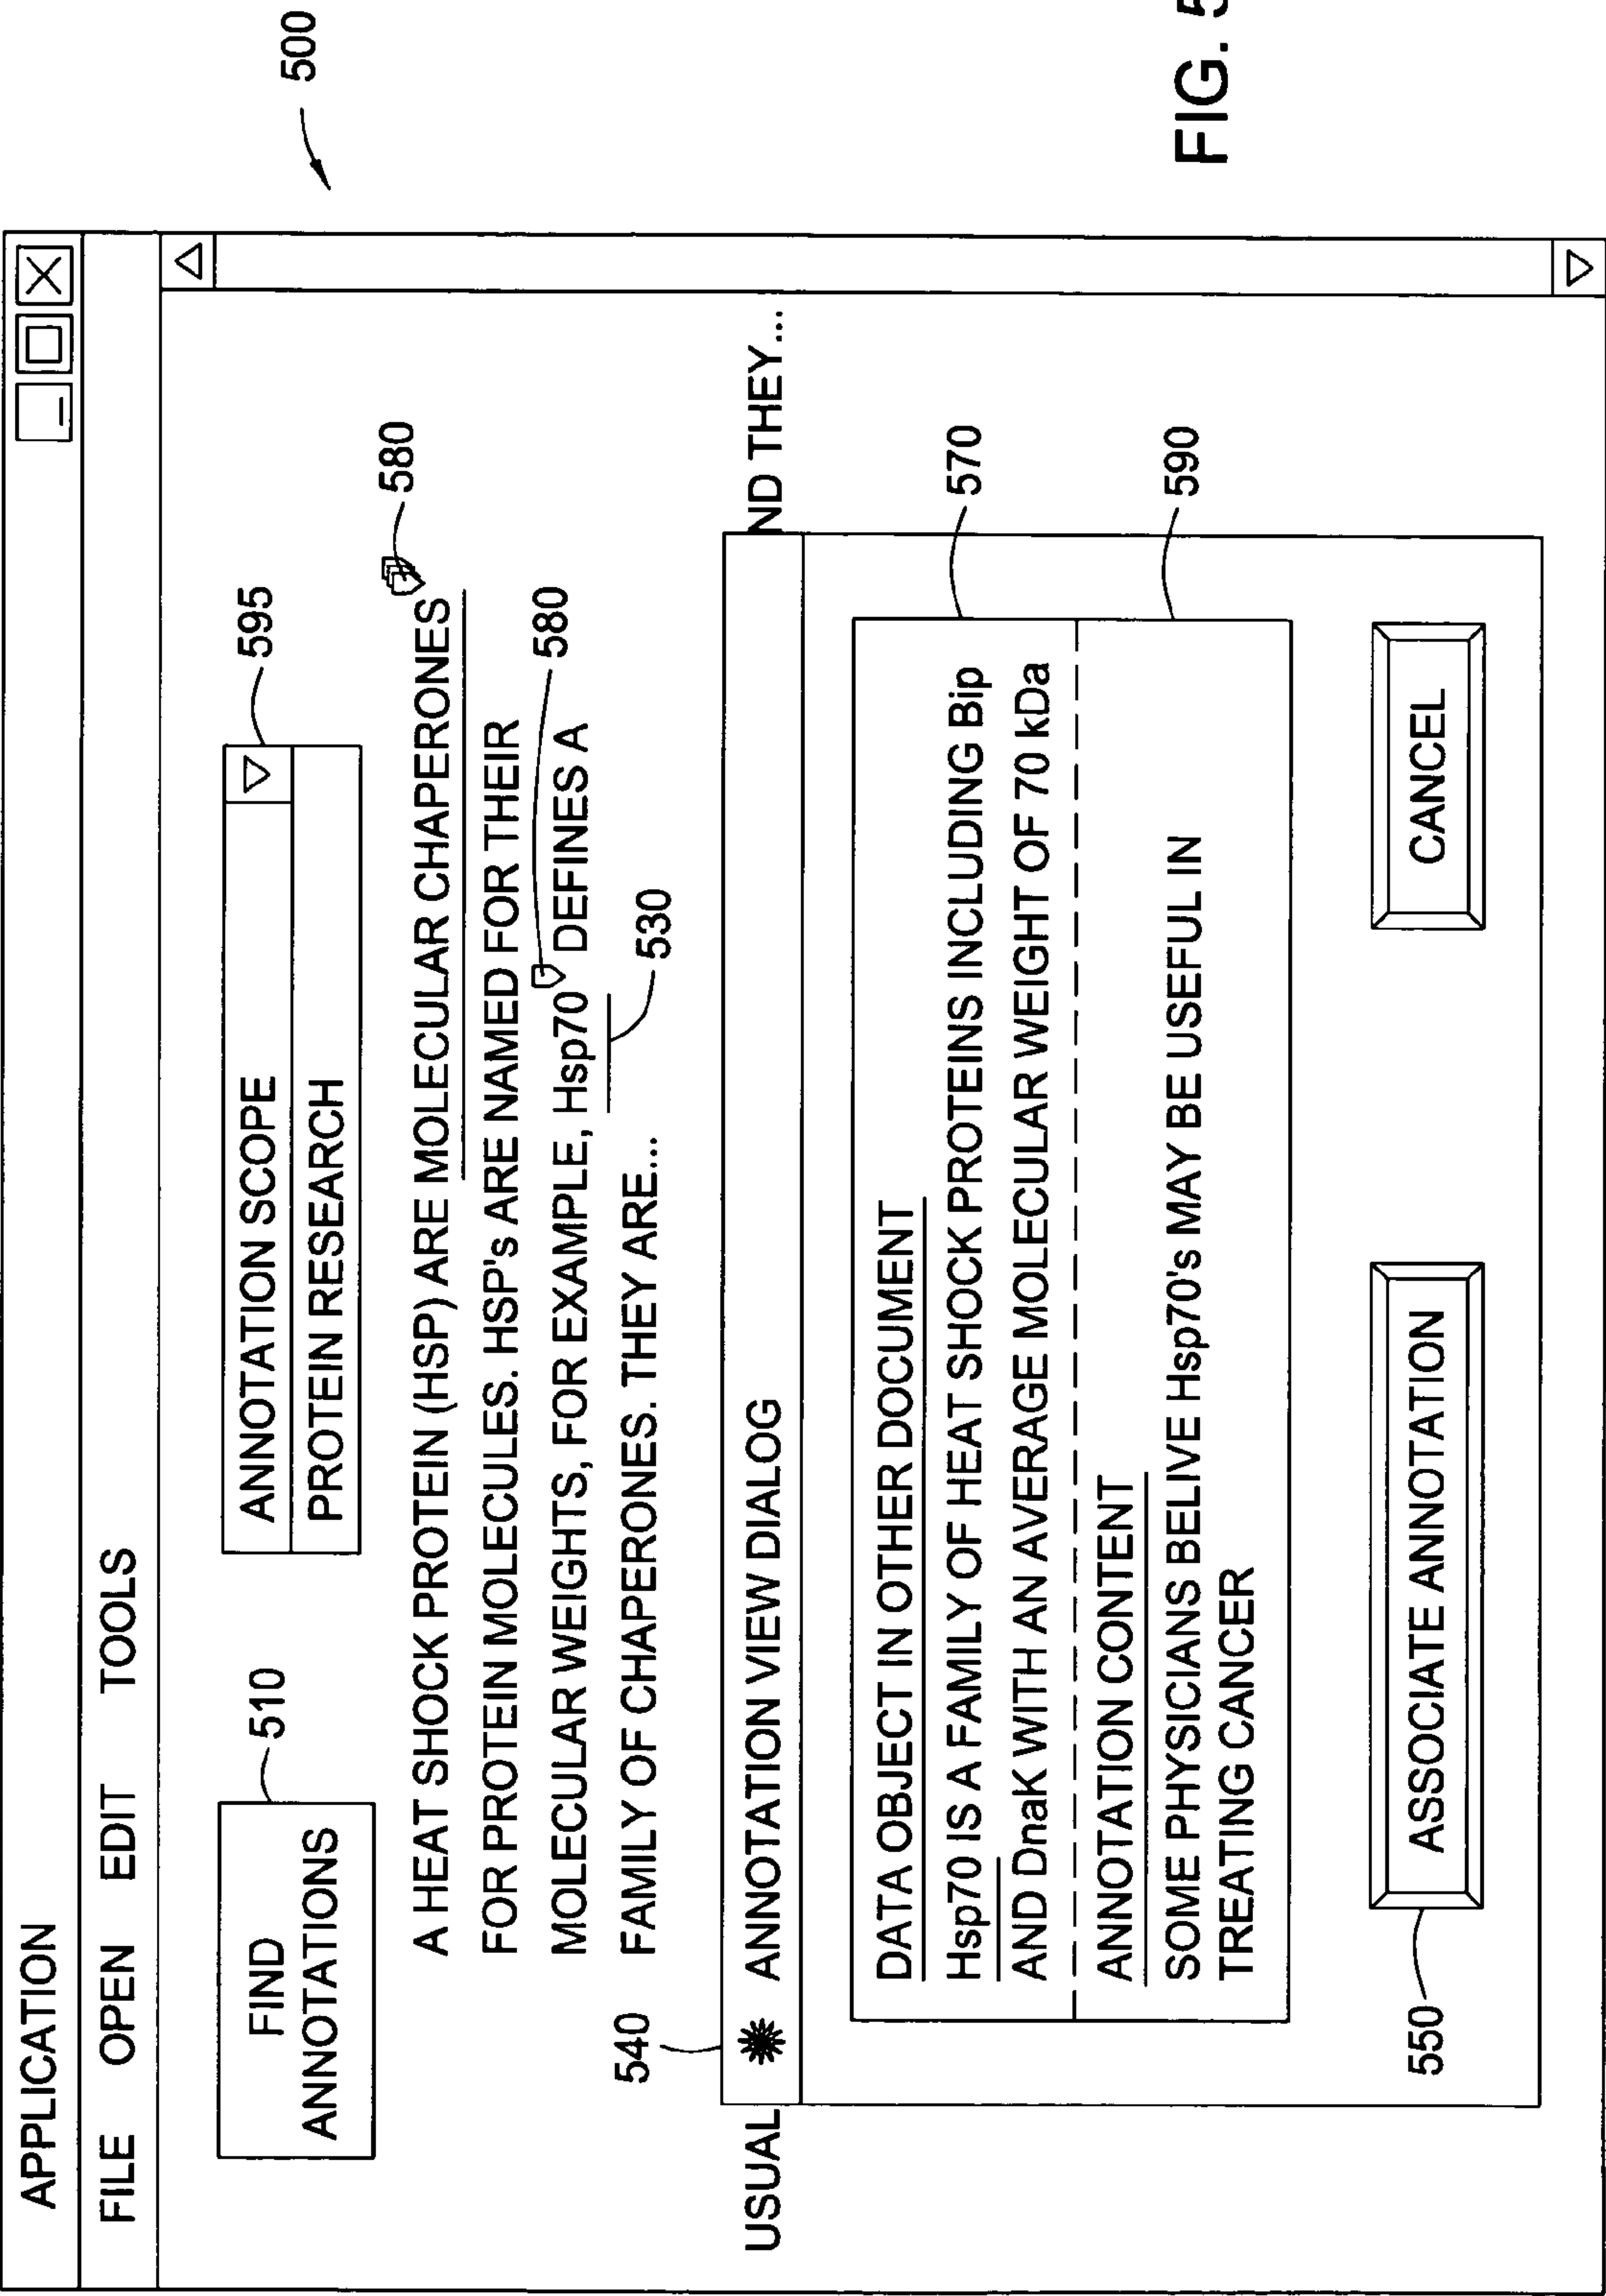 APPLICATION
FILE OPEN EDIT TOOLS
500
FIND
ANNOTATIONS
510
ANNOTATION SCOPE
PROTEIN RESEARCH
595
A HEAT SHOCK PROTEIN (HSP) ARE MOLECULAR CHAPERONES
580
FOR PROTEIN MOLECULES. HSP's ARE NAMED FOR THEIR
580
MOLECULAR WEIGHTS, FOR EXAMPLE, Hsp70 DEFINES A
530
FAMILY OF CHAPERONES. THEY ARE...
540
USUAL
ANNOTATION VIEW DIALOG
ND THEY...
DATA OBJECT IN OTHER DOCUMENT
Hsp70 IS A FAMILY OF HEAT SHOCK PROTEINS INCLUDING Bip
570
AND DnaK WITH AN AVERAGE MOLECULAR WEIGHT OF 70 kDa
ANNOTATION CONTENT
SOME PHYSICIANS BELIVE Hsp70's MAY BE USEFUL IN
590
TREATING CANCER
550
ASSOCIATE ANNOTATION
CANCEL
FIG. 5